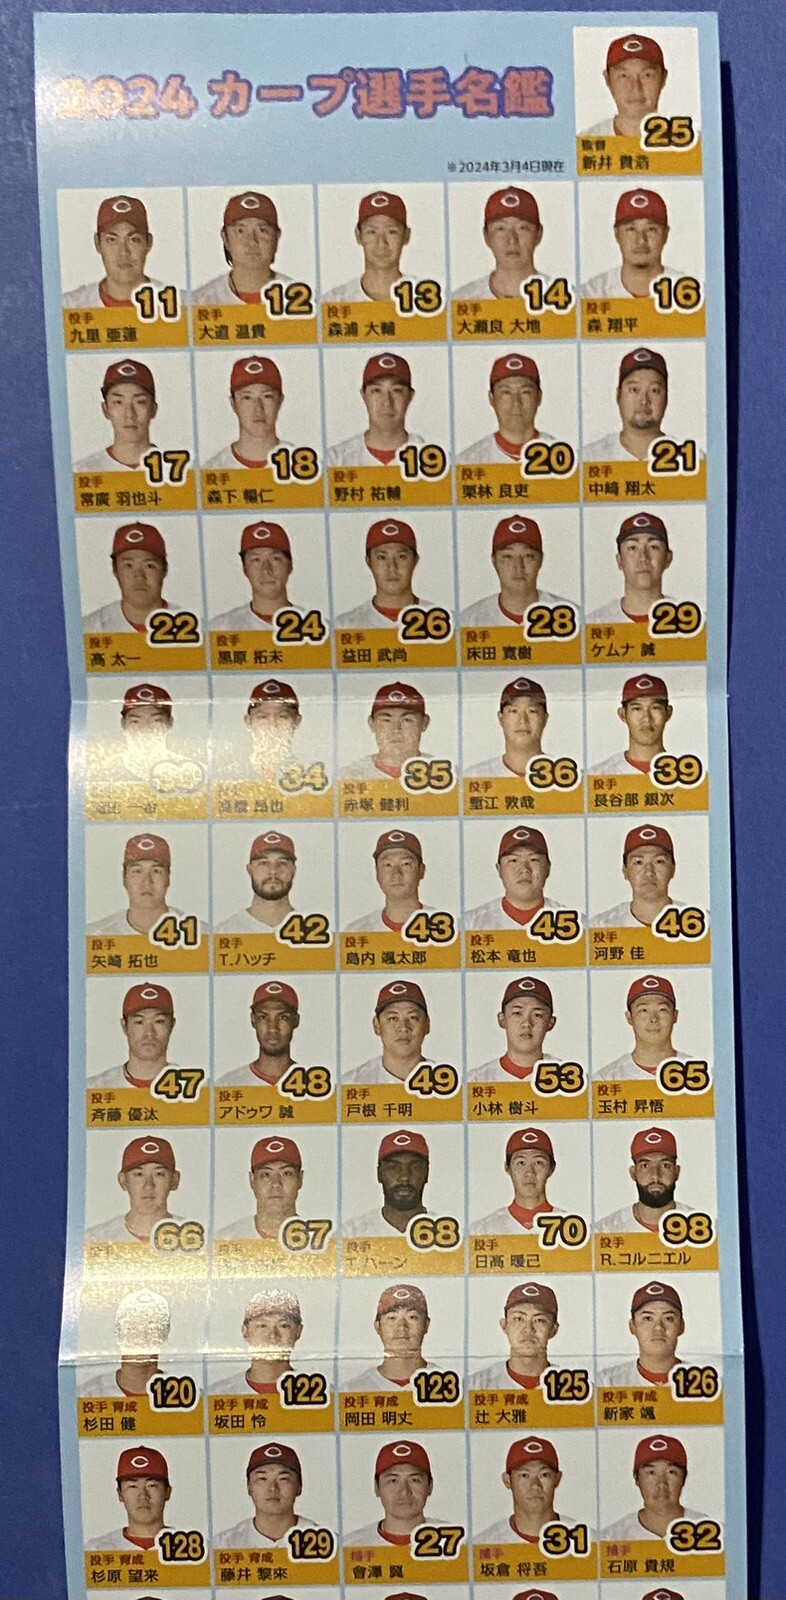 2024 カープ選手名鑑
※2024年3月4日現在
25
監督
新井 貴浩
11
投手
九里 亜蓮
12
投手
大道 温貴
13
投手
森浦 大輔
14
投手
大瀬良 大地
16
投手
森 翔平
17
投手
常廣 羽也斗
18
投手
森下 暢仁
19
投手
野村 祐輔
20
投手
栗林 良吏
21
投手
中﨑 翔太
22
投手
髙 太一
24
投手
黒原 拓未
26
投手
益田 武尚
28
投手
床田 寛樹
29
投手
ケムナ 誠
34
髙橋 昂也
35
投手
赤塚 健利
36
投手
塹江 敦哉
39
投手
長谷部 銀次
41
投手
矢崎 拓也
42
投手
T.ハッチ
43
投手
島内 颯太郎
45
投手
松本 竜也
46
投手
河野 佳
47
投手
斉藤 優汰
48
投手
アドゥワ 誠
49
投手
戸根 千明
53
投手
小林 樹斗
65
投手
玉村 昇悟
66
67
68
投手
T.ハーン
70
投手
日髙 暖己
98
投手
R.コルニエル
120
投手 育成
杉田 健
122
投手 育成
坂田 怜
123
投手 育成
岡田 明丈
125
投手 育成
辻 大雅
126
投手 育成
新家 颯
128
投手 育成
杉原 望来
129
投手 育成
藤井 黎來
27
捕手
會澤 翼
31
捕手
坂倉 将吾
32
捕手
石原 貴規